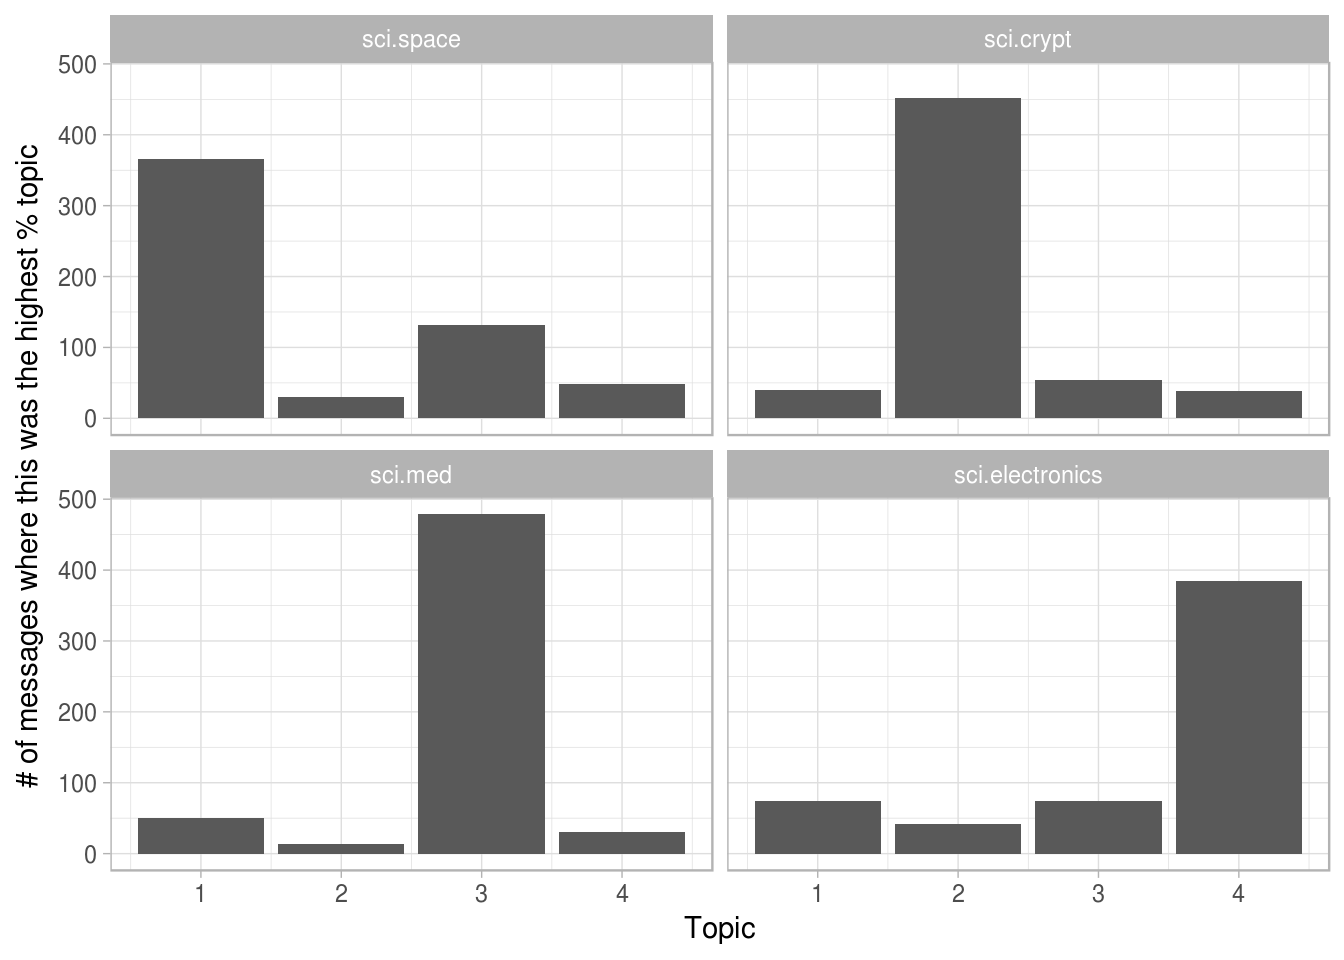 sci.space
sci.crypt
500
400
300
200
100
0
sci.med
sci.electronics
500
400
300
200
100
0
1 2 3 4
1 2 3 4
Topic
# of messages where this was the highest % topic